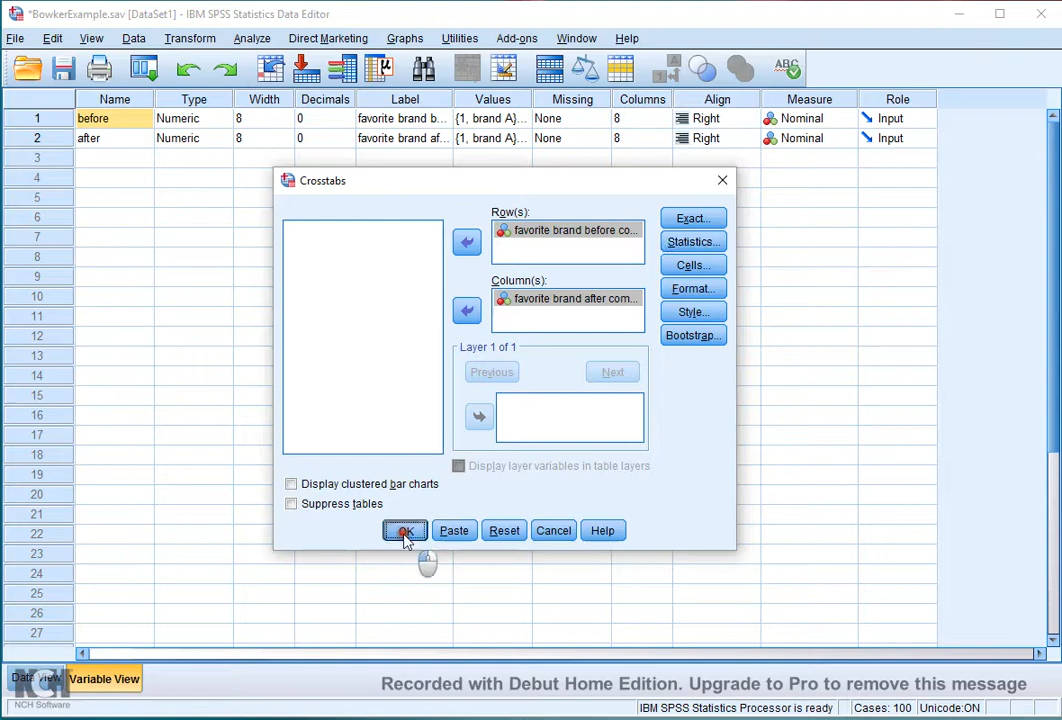 *BowkerExample.sav [DataSet1] - IBM SPSS Statistics Data Editor
File Edit View Data Transform Analyze Direct Marketing Graphs Utilities Add-ons Window Help
Name Type Width Decimals Label Values Missing Columns Align Measure Role
1 before Numeric 8 0 favorite brand b... {1, brand A}... None 8 Right Nominal Input
2 after Numeric 8 0 favorite brand af... {1, brand A}... None 8 Right Nominal Input
3
4
5
6
7
8
9
10
11
12
13
14
15
16
17
18
19
20
21
22
23
24
25
26
27
Crosstabs
Row(s):
favorite brand before co...
Column(s):
favorite brand after com...
Layer 1 of 1
Previous Next
Display layer variables in table layers
Exact...
Statistics...
Cells...
Format...
Style...
Bootstrap...
Display clustered bar charts
Suppress tables
OK Paste Reset Cancel Help
Data View Variable View
NCH
NCH Software
Recorded with Debut Home Edition. Upgrade to Pro to remove this message
IBM SPSS Statistics Processor is ready Cases: 100 Unicode:ON